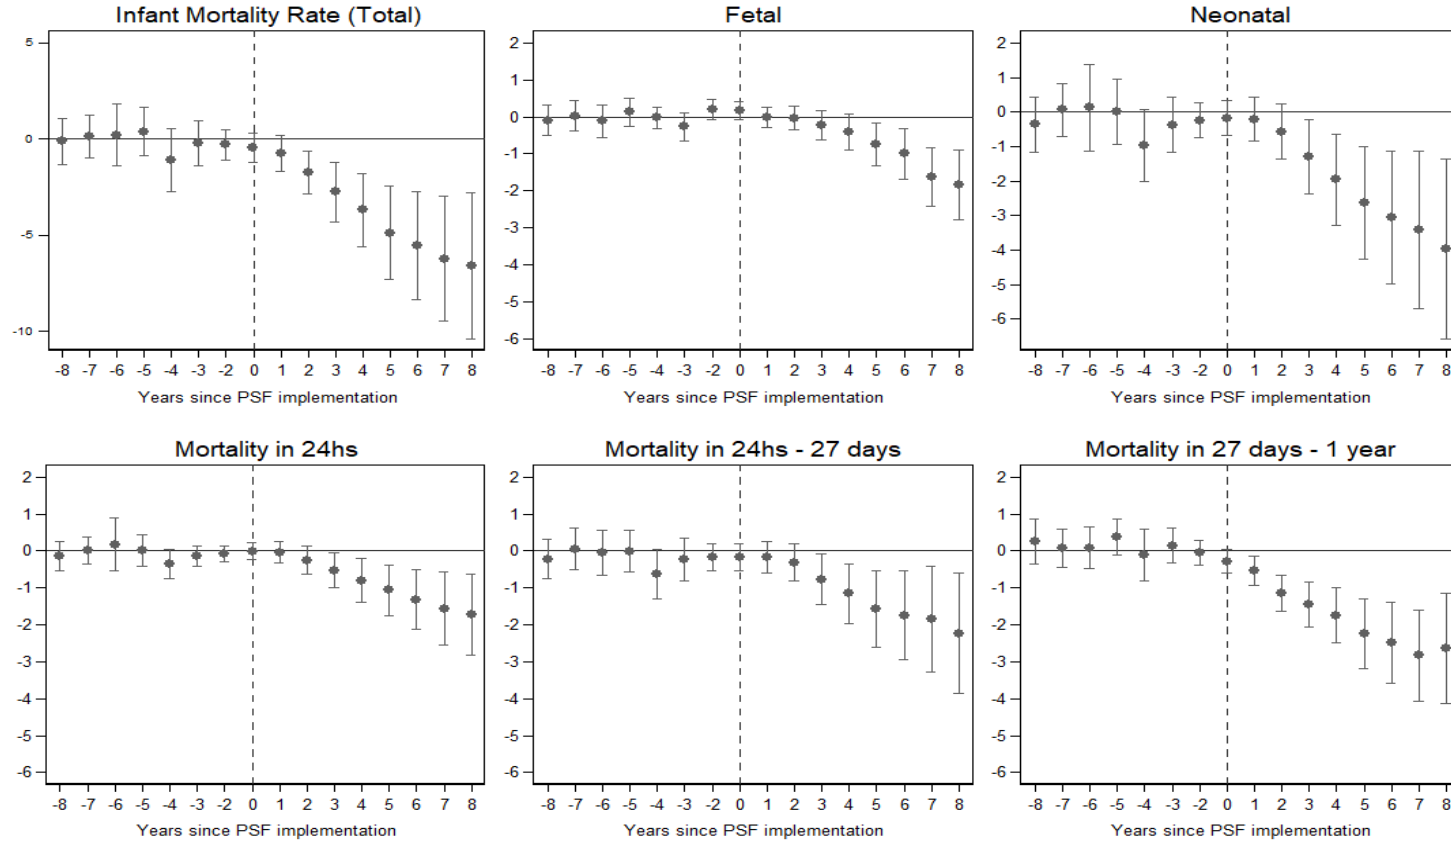 Infant Mortality Rate (Total)
5
0
-5
-10
-8 -7 -6 -5 -4 -3 -2 0 1 2 3 4 5 6 7 8
Years since PSF implementation
Fetal
2
1
0
-1
-2
-3
-4
-5
-6
-8 -7 -6 -5 -4 -3 -2 0 1 2 3 4 5 6 7 8
Years since PSF implementation
Neonatal
2
1
0
-1
-2
-3
-4
-5
-6
-8 -7 -6 -5 -4 -3 -2 0 1 2 3 4 5 6 7 8
Years since PSF implementation
Mortality in 24hs
2
1
0
-1
-2
-3
-4
-5
-6
-8 -7 -6 -5 -4 -3 -2 0 1 2 3 4 5 6 7 8
Years since PSF implementation
Mortality in 24hs - 27 days
2
1
0
-1
-2
-3
-4
-5
-6
-8 -7 -6 -5 -4 -3 -2 0 1 2 3 4 5 6 7 8
Years since PSF implementation
Mortality in 27 days - 1 year
2
1
0
-1
-2
-3
-4
-5
-6
-8 -7 -6 -5 -4 -3 -2 0 1 2 3 4 5 6 7 8
Years since PSF implementation